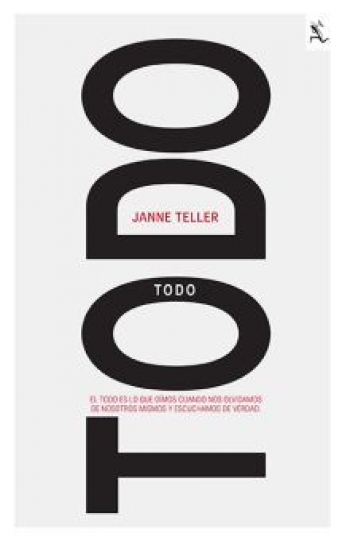 TODO
JANNE TELLER
TODO
EL TODO ES LO QUE OÍMOS CUANDO NOS OLVIDAMOS
DE NOSOTROS MISMOS Y ESCUCHAMOS DE VERDAD.